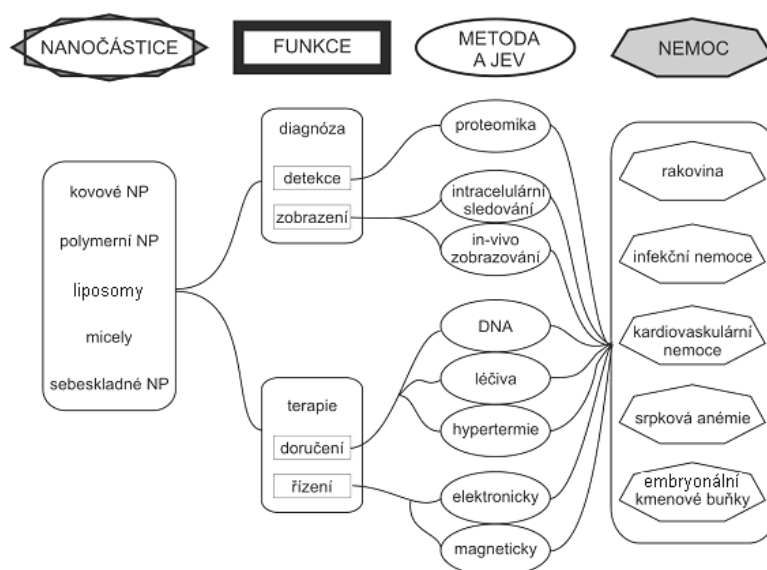 NANOČÁSTICE
FUNKCE
METODA
A JEV
NEMOC
kovové NP
polymerní NP
liposomy
micely
sebeskladné NP
diagnóza
detekce
zobrazení
terapie
doručení
řízení
proteomika
intracelulární
sledování
in-vivo
zobrazování
DNA
léčiva
hypertermie
elektronicky
magneticky
rakovina
infekční nemoce
kardiovaskulární
nemoce
srpková anémie
embryonální
kmenové buňky